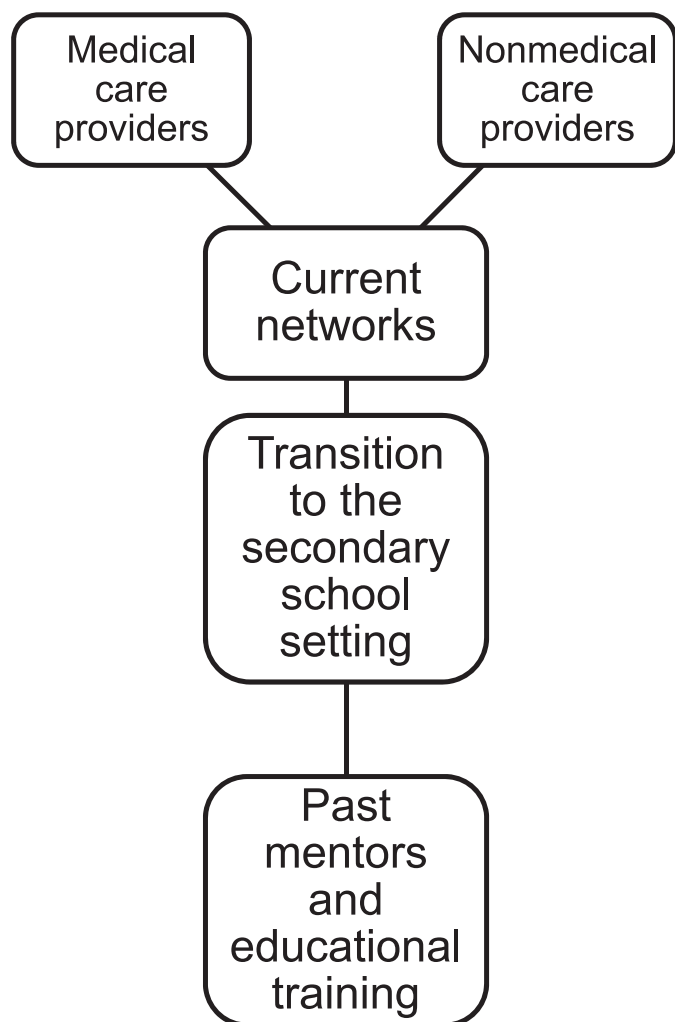 Medical
care
providers
Nonmedical
care
providers
Current
networks
Transition
to the
secondary
school
setting
Past
mentors
and
educational
training